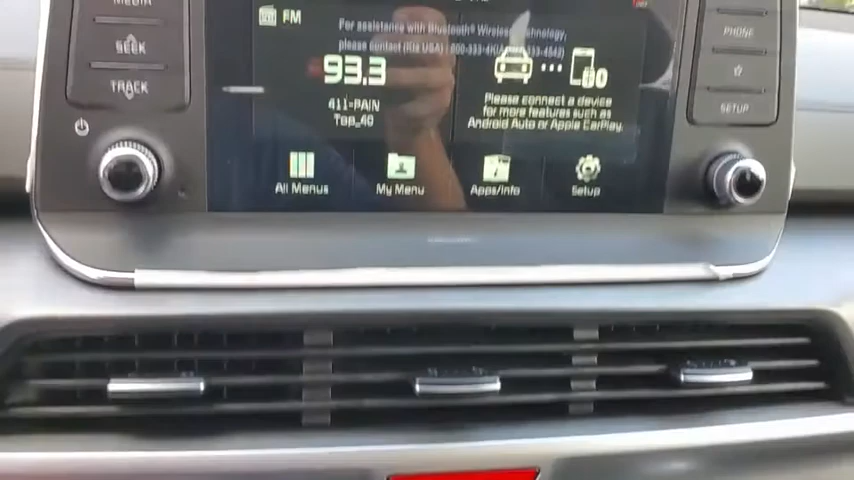 MEDIA
SEEK
TRACK
FM
For assistance with Bluetooth® Wireless Technology,
please contact Kia USA
93.3
411-PAIN
Top_40
Please connect a device
for more features such as
Android Auto or Apple CarPlay.
All Menus
My Menu
Apps/Info
Setup
PHONE
SETUP